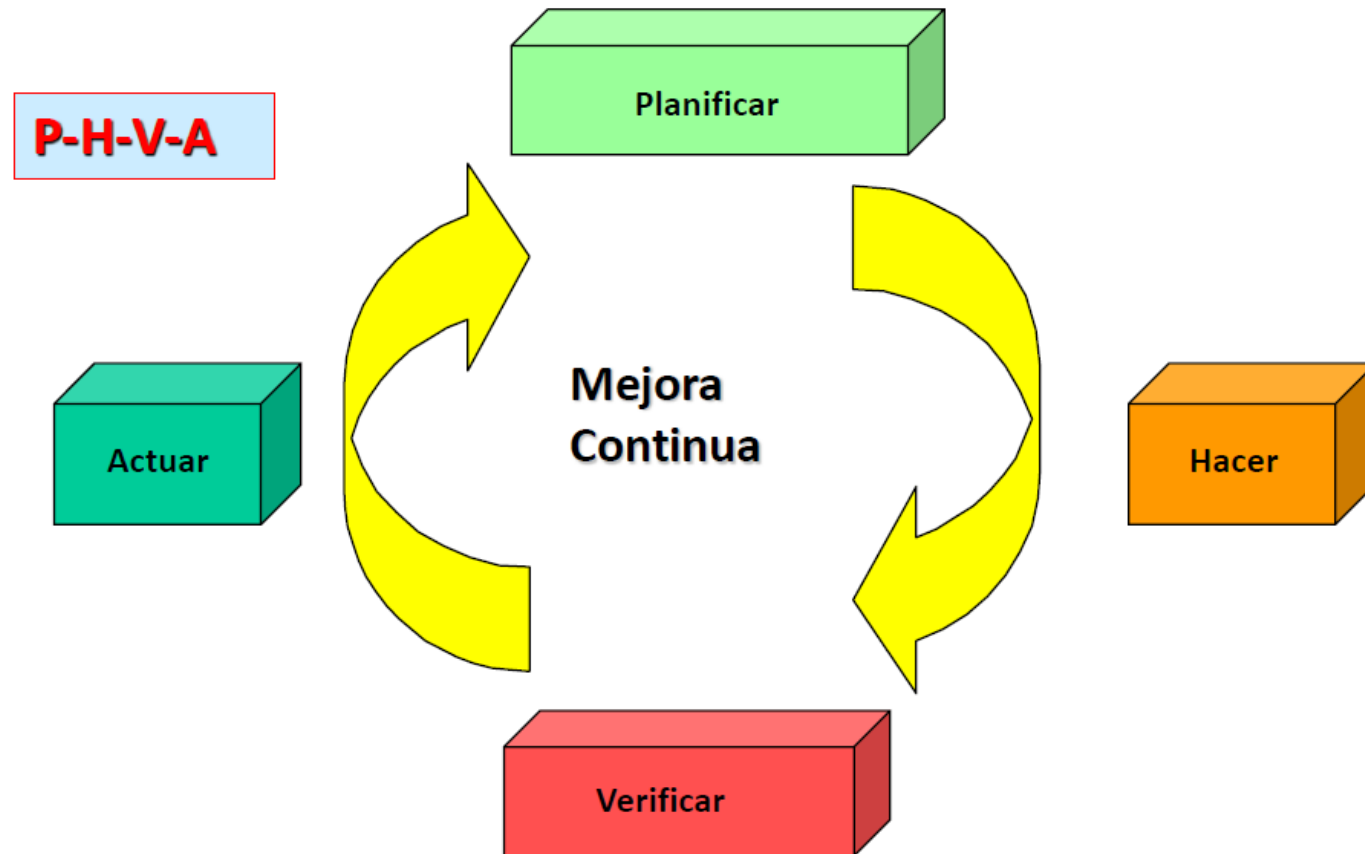 P-H-V-A
Planificar
Mejora
Continua
Actuar
Hacer
Verificar